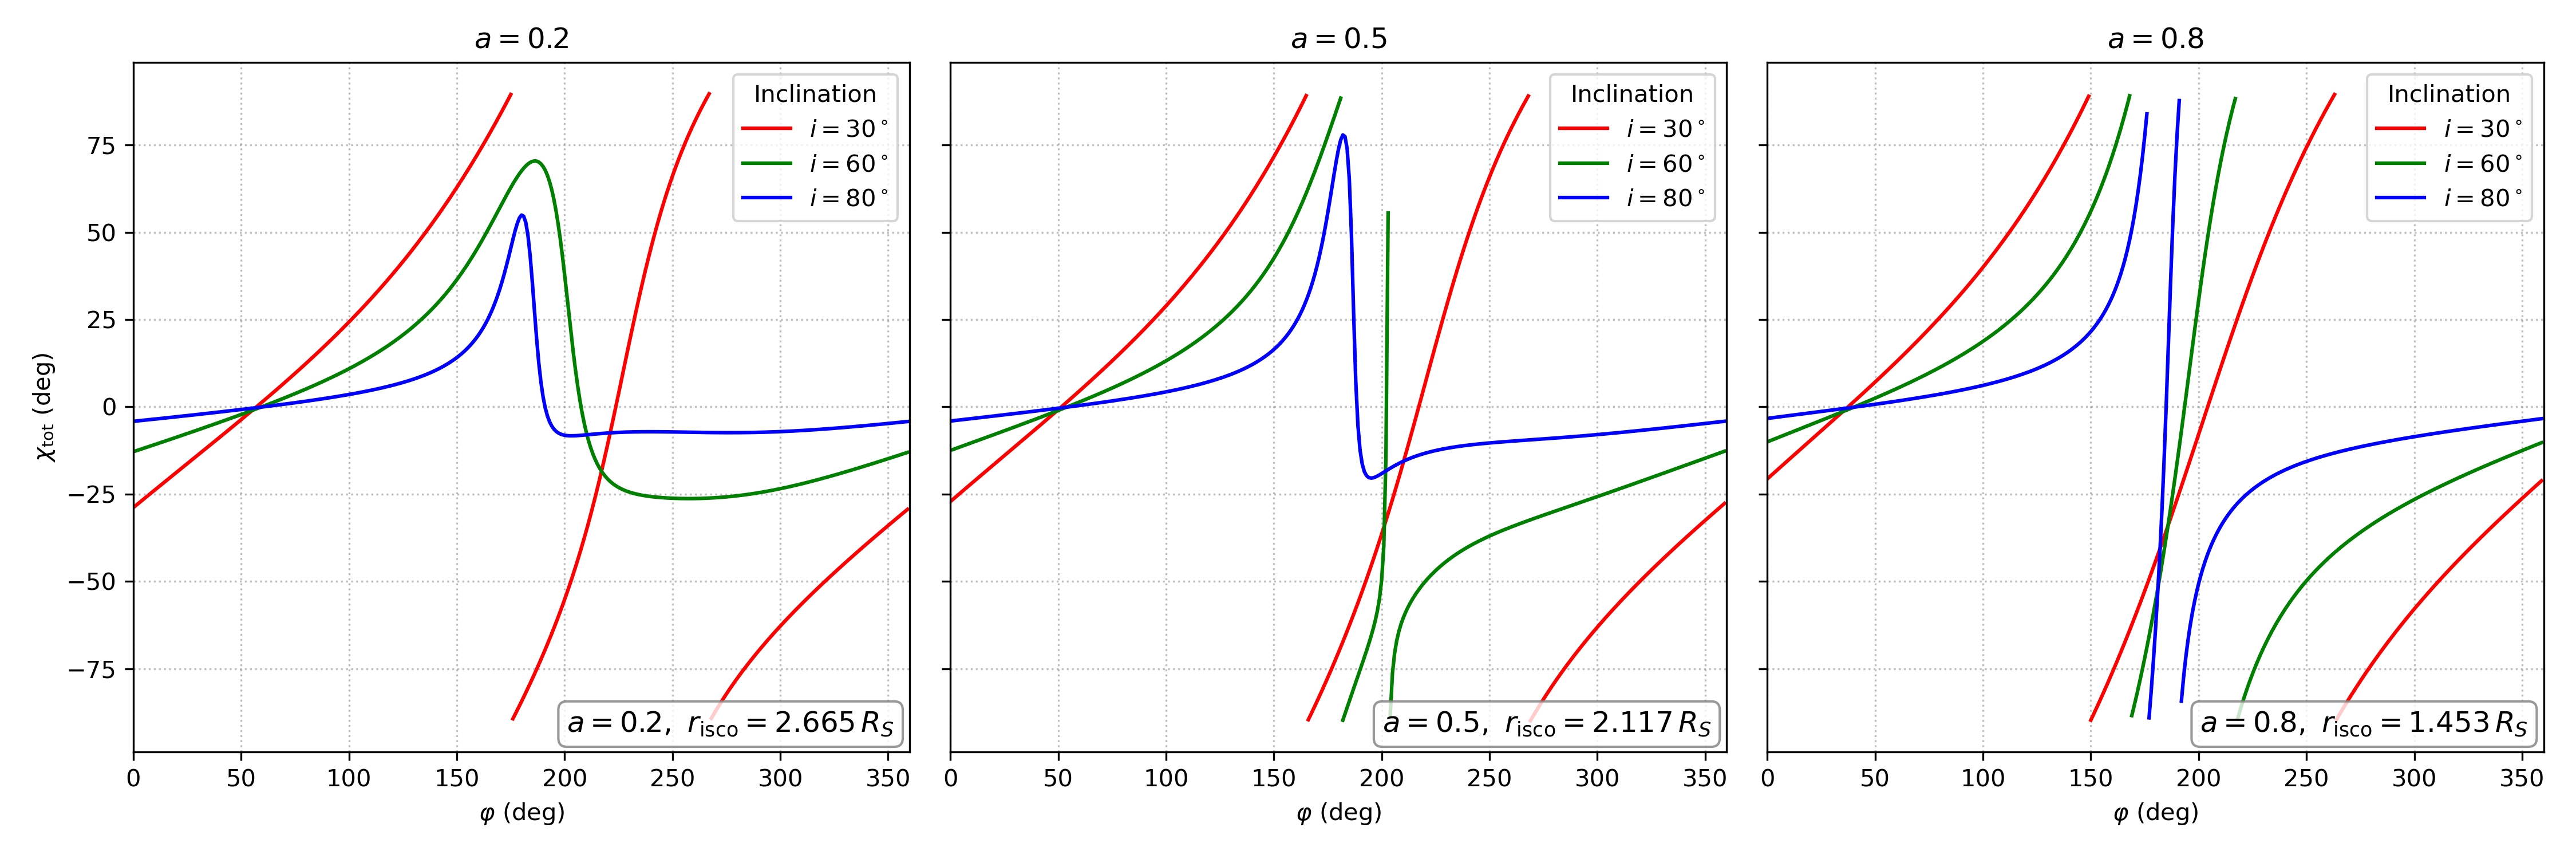 a = 0.2
a = 0.5
a = 0.8
χtot (deg)
75
50
25
0
−25
−50
−75
Inclination
i = 30°
i = 60°
i = 80°
a = 0.2, risco = 2.665 RS
0 50 100 150 200 250 300 350
φ (deg)
Inclination
i = 30°
i = 60°
i = 80°
a = 0.5, risco = 2.117 RS
0 50 100 150 200 250 300 350
φ (deg)
Inclination
i = 30°
i = 60°
i = 80°
a = 0.8, risco = 1.453 RS
0 50 100 150 200 250 300 350
φ (deg)